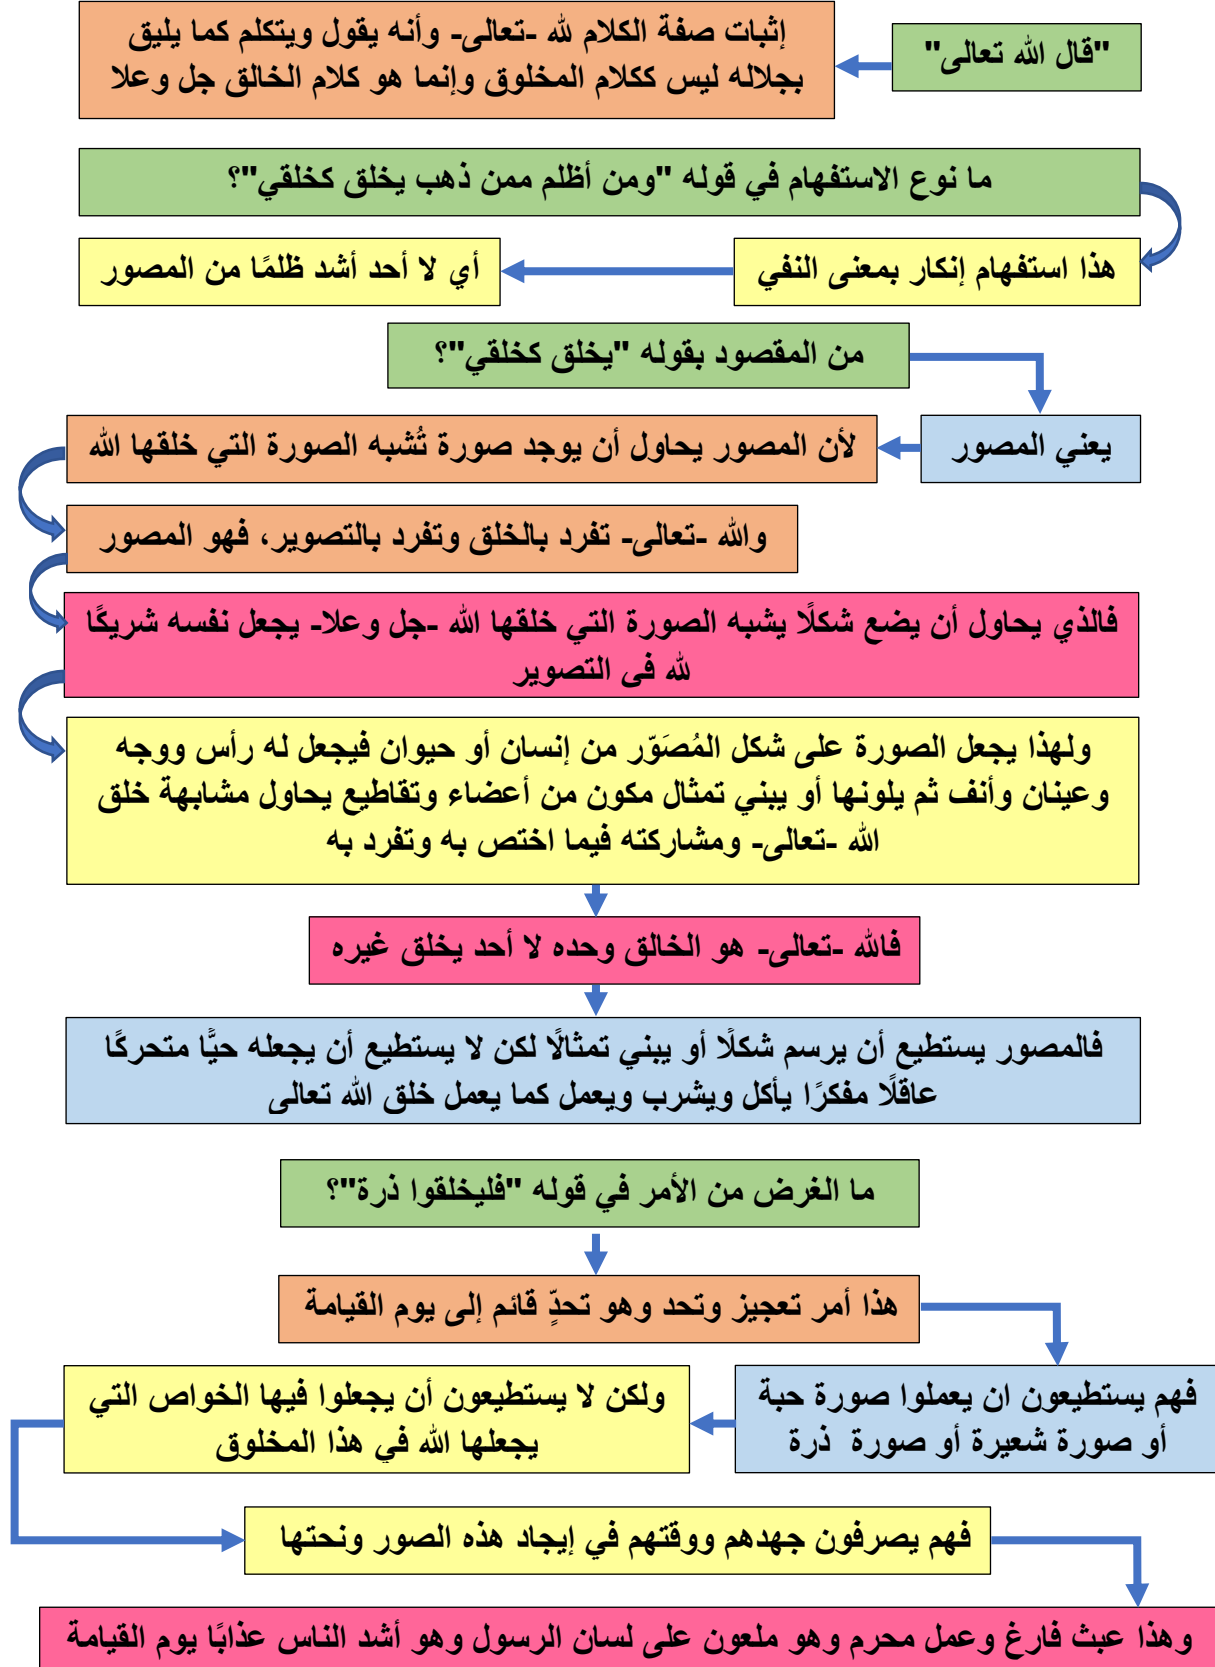 "قال الله تعالى"
إثبات صفة الكلام لله -تعالى- وأنه يقول ويتكلم كما يليق
بجلاله ليس ككلام المخلوق وإنما هو كلام الخالق جل وعلا
ما نوع الاستفهام في قوله "ومن أظلم ممن ذهب يخلق كخلقي"؟
هذا استفهام إنكار بمعنى النفي
أي لا أحد أشد ظلمًا من المصور
من المقصود بقوله "يخلق كخلقي"؟
يعني المصور
لأن المصور يحاول أن يوجد صورة تُشبه الصورة التي خلقها الله
والله -تعالى- تفرد بالخلق وتفرد بالتصوير، فهو المصور
فالذي يحاول أن يضع شكلًا يشبه الصورة التي خلقها الله -جل وعلا- يجعل نفسه شريكًا
لله في التصوير
ولهذا يجعل الصورة على شكل المُصَوّر من إنسان أو حيوان فيجعل له رأس ووجه
وعينان وأنف ثم يلونها أو يبني تمثال مكون من أعضاء وتقاطيع يحاول مشابهة خلق
الله -تعالى- ومشاركته فيما اختص به وتفرد به
فالله -تعالى- هو الخالق وحده لا أحد يخلق غيره
فالمصور يستطيع أن يرسم شكلًا أو يبني تمثالًا لكن لا يستطيع أن يجعله حيًّا متحركًا
عاقلًا مفكرًا يأكل ويشرب ويعمل كما يعمل خلق الله تعالى
ما الغرض من الأمر في قوله "فليخلقوا ذرة"؟
هذا أمر تعجيز وتحد وهو تحدٍّ قائم إلى يوم القيامة
فهم يستطيعون ان يعملوا صورة حبة
أو صورة شعيرة أو صورة ذرة
ولكن لا يستطيعون أن يجعلوا فيها الخواص التي
يجعلها الله في هذا المخلوق
فهم يصرفون جهدهم ووقتهم في إيجاد هذه الصور ونحتها
وهذا عبث فارغ وعمل محرم وهو ملعون على لسان الرسول وهو أشد الناس عذابًا يوم القيامة